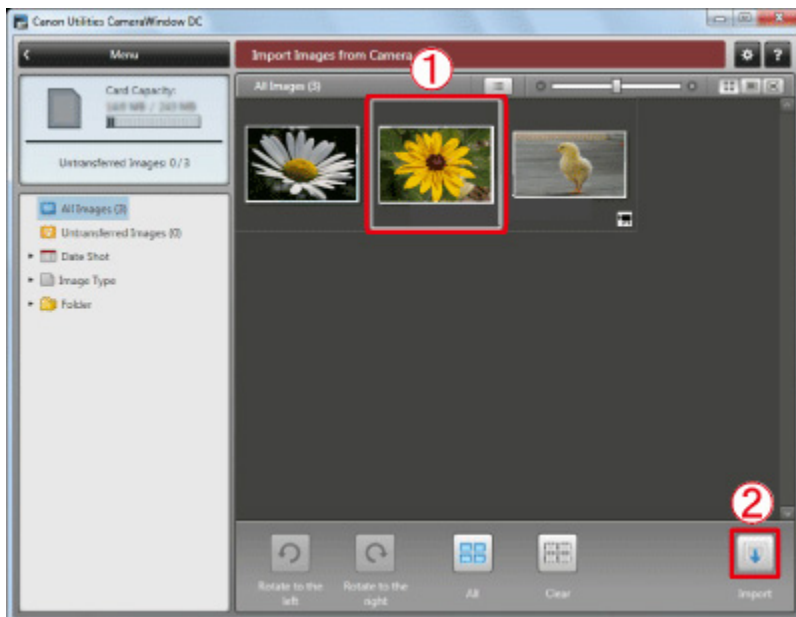 Canon Utilities CameraWindow DC
Menu
Import Images from Camera
?
Card Capacity:
Untransferred Images: 0 / 3
All Images (3)
1
All Images (3)
Untransferred Images (0)
Date Shot
Image Type
Folder
2
Rotate to the
left
Rotate to the
right
All
Clear
Import